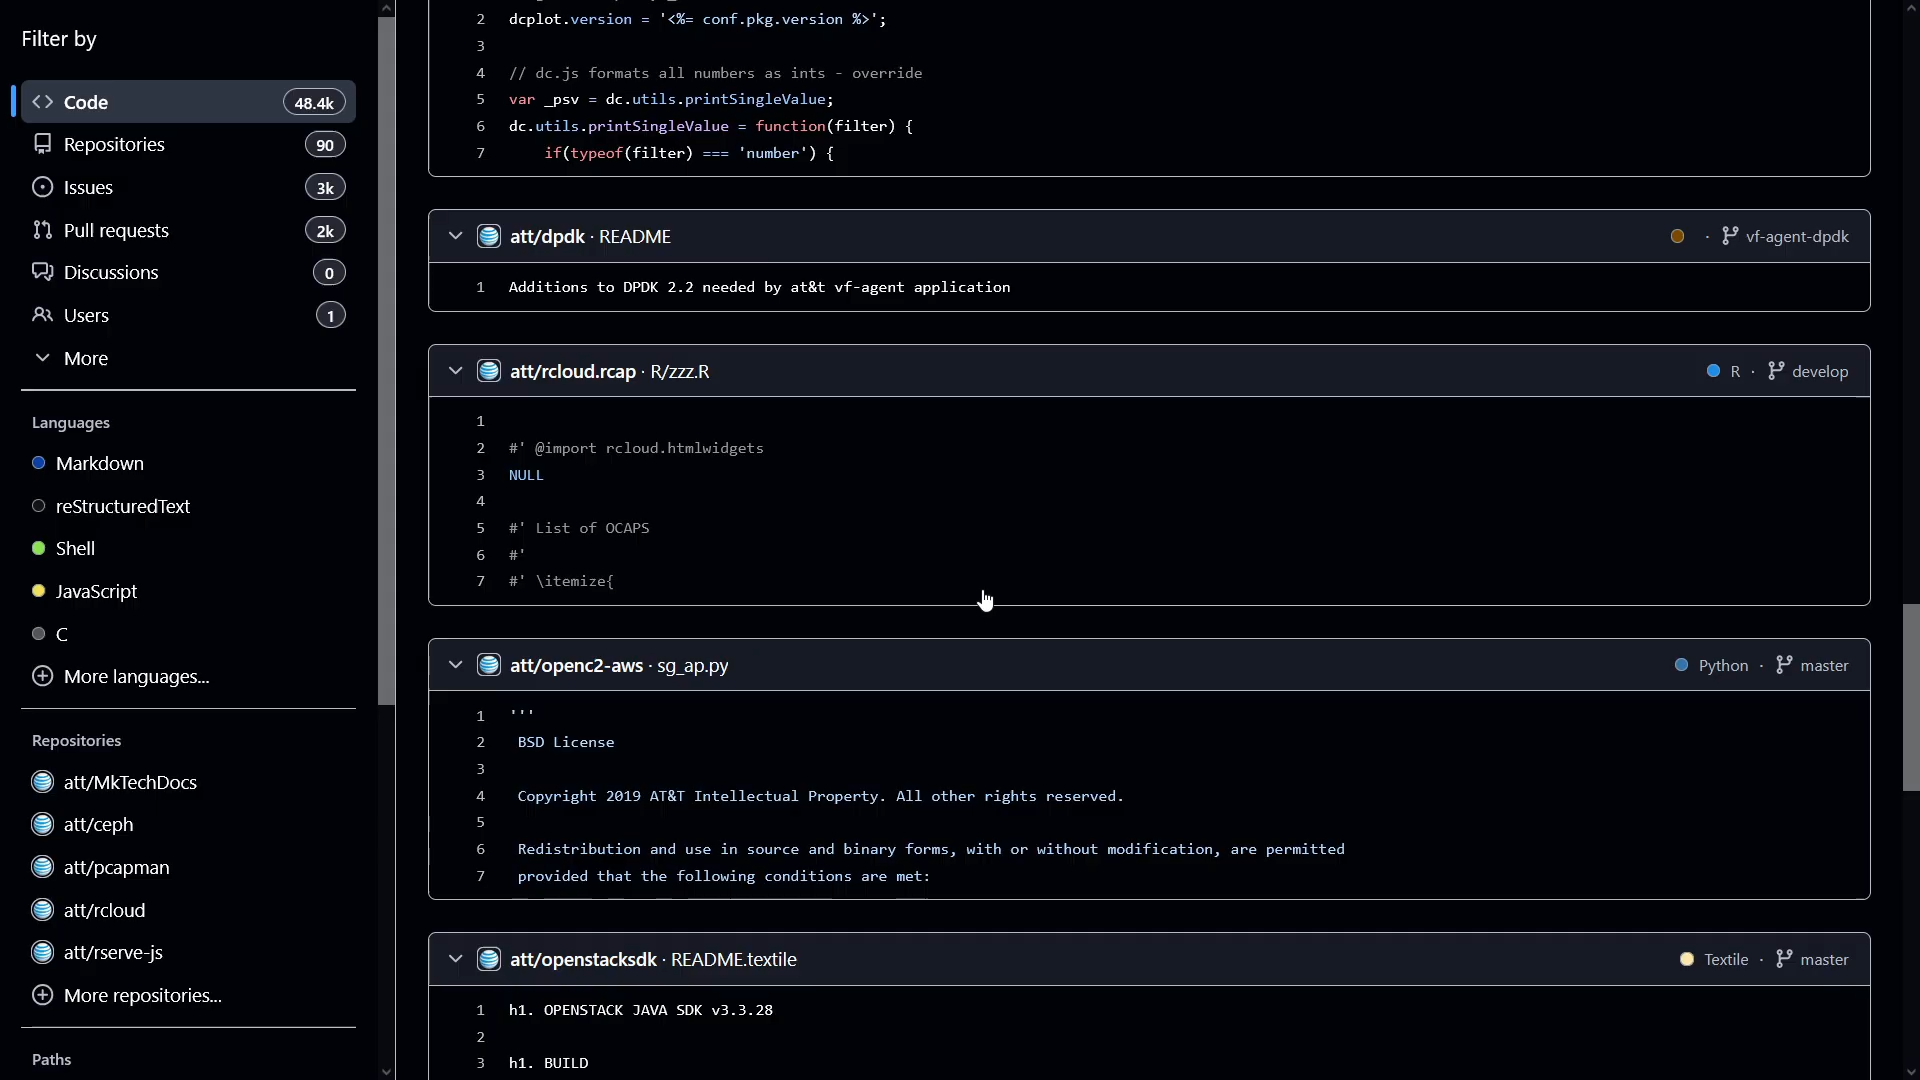 Filter by
Code 48.4k
Repositories 90
Issues 3k
Pull requests 2k
Discussions 0
Users 1
More
Languages
Markdown
reStructuredText
Shell
JavaScript
C
More languages...
Repositories
att/MkTechDocs
att/ceph
att/pcapman
att/rcloud
att/rserve-js
More repositories...
Paths
2 dcplot.version = '<%= conf.pkg.version %>';
3
4 // dc.js formats all numbers as ints - override
5 var _psv = dc.utils.printSingleValue;
6 dc.utils.printSingleValue = function(filter) {
7 if(typeof(filter) === 'number') {
att/dpdk · README · vf-agent-dpdk
1 Additions to DPDK 2.2 needed by at&t vf-agent application
att/rcloud.rcap · R/zzz.R R · develop
1
2 #' @import rcloud.htmlwidgets
3 NULL
4
5 #' List of OCAPS
6 #'
7 #' \itemize{
att/openc2-aws · sg_ap.py Python · master
1 '''
2 BSD License
3
4 Copyright 2019 AT&T Intellectual Property. All other rights reserved.
5
6 Redistribution and use in source and binary forms, with or without modification, are permitted
7 provided that the following conditions are met:
att/openstacksdk · README.textile Textile · master
1 h1. OPENSTACK JAVA SDK v3.3.28
2
3 h1. BUILD